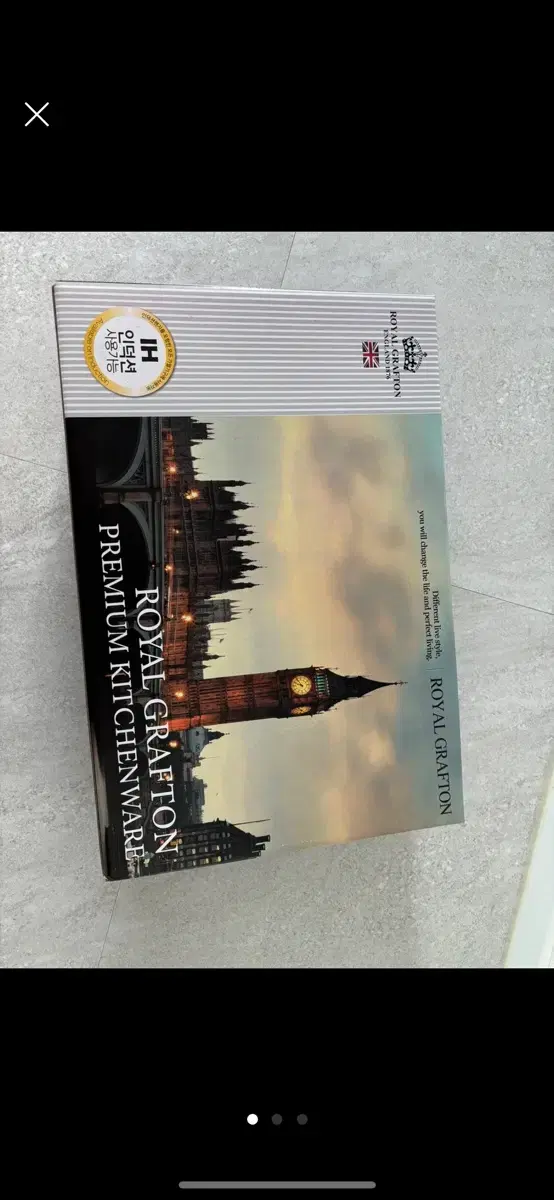 ROYAL GRAFTON
ENGLAND 1876
IH
인덕션
사용가능
Different live style,
you will change the life and perfect living.
ROYAL GRAFTON
ROYAL GRAFTON
PREMIUM KITCHENWARE